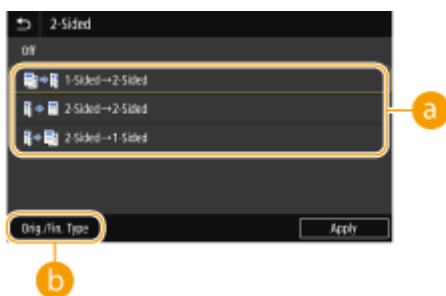 2-Sided
Off
1-Sided→2-Sided
2-Sided→2-Sided
2-Sided→1-Sided
a
Orig./Fin. Type
Apply
b